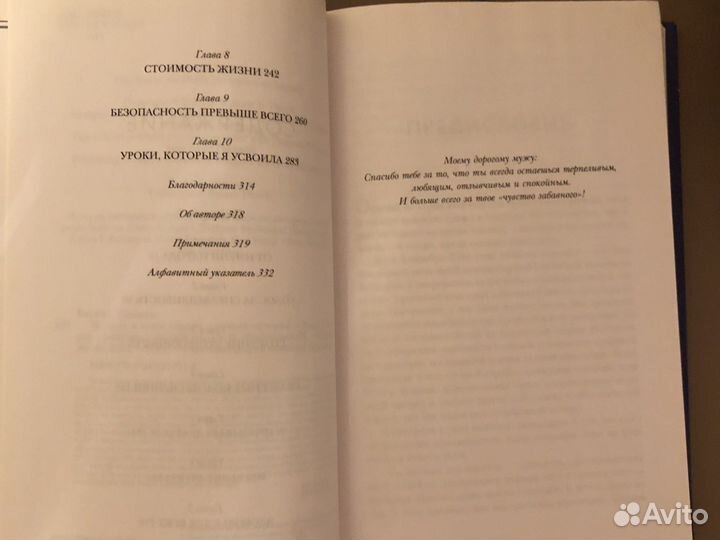 Глава 8
СТОИМОСТЬ ЖИЗНИ 242
Глава 9
БЕЗОПАСНОСТЬ ПРЕВЫШЕ ВСЕГО 260
Глава 10
УРОКИ, КОТОРЫЕ Я УСВОИЛА 283
Благодарности 314
Об авторе 318
Примечания 319
Алфавитный указатель 332
Моему дорогому мужу:
Спасибо тебе за то, что ты всегда остаешься терпеливым,
любящим, отзывчивым и спокойным.
И больше всего за твое «чувство забавного»!
Avito